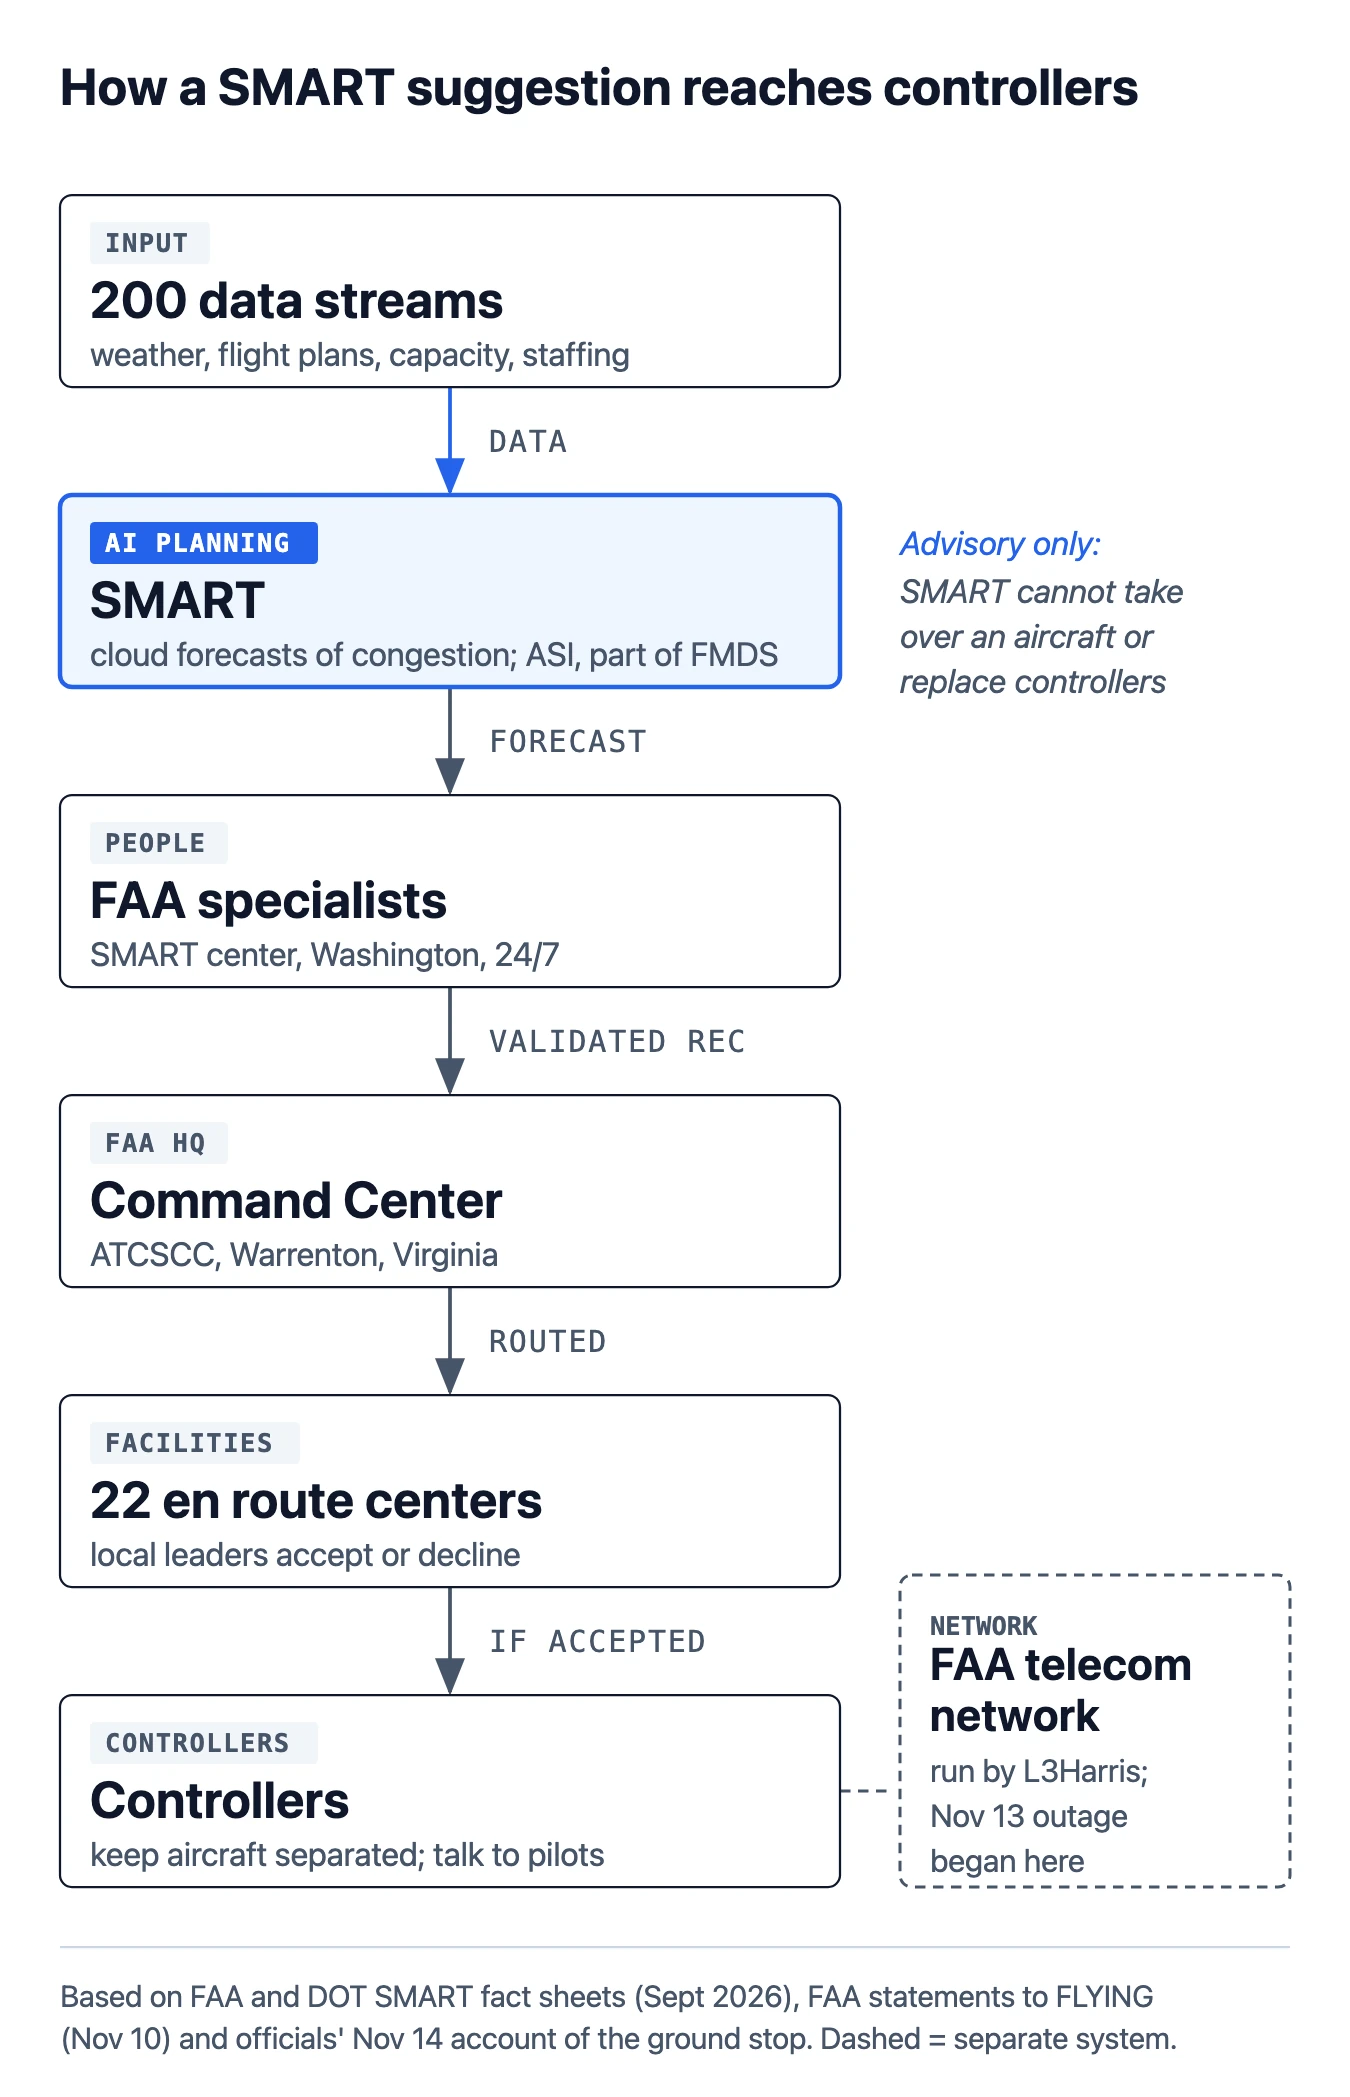 How a SMART suggestion reaches controllers
INPUT
200 data streams
weather, flight plans, capacity, staffing
DATA
AI PLANNING
SMART
cloud forecasts of congestion; ASI, part of FMDS
Advisory only:
SMART cannot take
over an aircraft or
replace controllers
FORECAST
PEOPLE
FAA specialists
SMART center, Washington, 24/7
VALIDATED REC
FAA HQ
Command Center
ATCSCC, Warrenton, Virginia
ROUTED
FACILITIES
22 en route centers
local leaders accept or decline
IF ACCEPTED
CONTROLLERS
Controllers
keep aircraft separated; talk to pilots
NETWORK
FAA telecom
network
run by L3Harris;
Nov 13 outage
began here
Based on FAA and DOT SMART fact sheets (Sept 2026), FAA statements to FLYING
(Nov 10) and officials' Nov 14 account of the ground stop. Dashed = separate system.